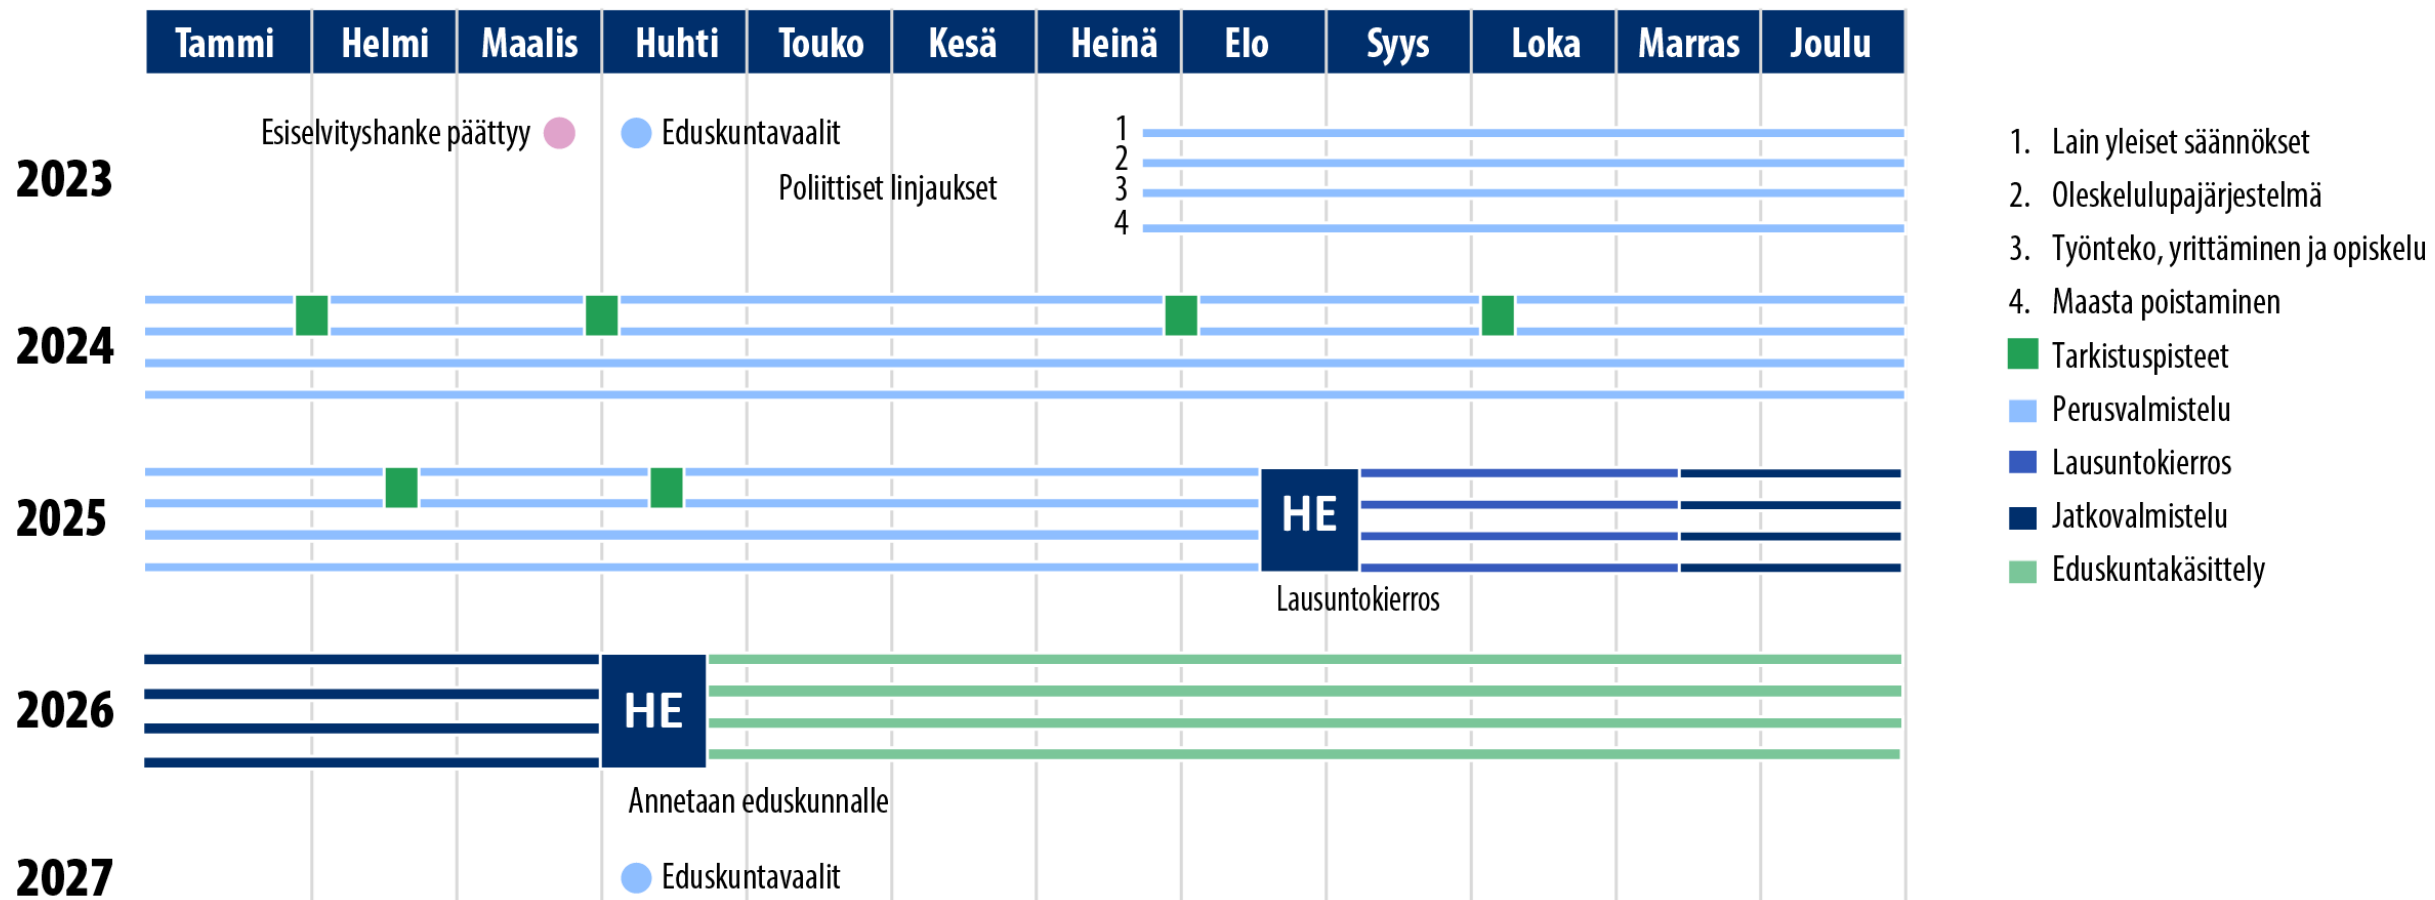 Tammi Helmi Maalis Huhti Touko Kesä Heinä Elo Syys Loka Marras Joulu
2023
Esiselvityshanke päättyy
Eduskuntavaalit
Poliittiset linjaukset
1
2
3
4
2024
2025
HE
Lausuntokierros
2026
HE
Annetaan eduskunnalle
2027
Eduskuntavaalit
1. Lain yleiset säännökset
2. Oleskelulupajärjestelmä
3. Työnteko, yrittäminen ja opiskelu
4. Maasta poistaminen
Tarkistuspisteet
Perusvalmistelu
Lausuntokierros
Jatkovalmistelu
Eduskuntakäsittely